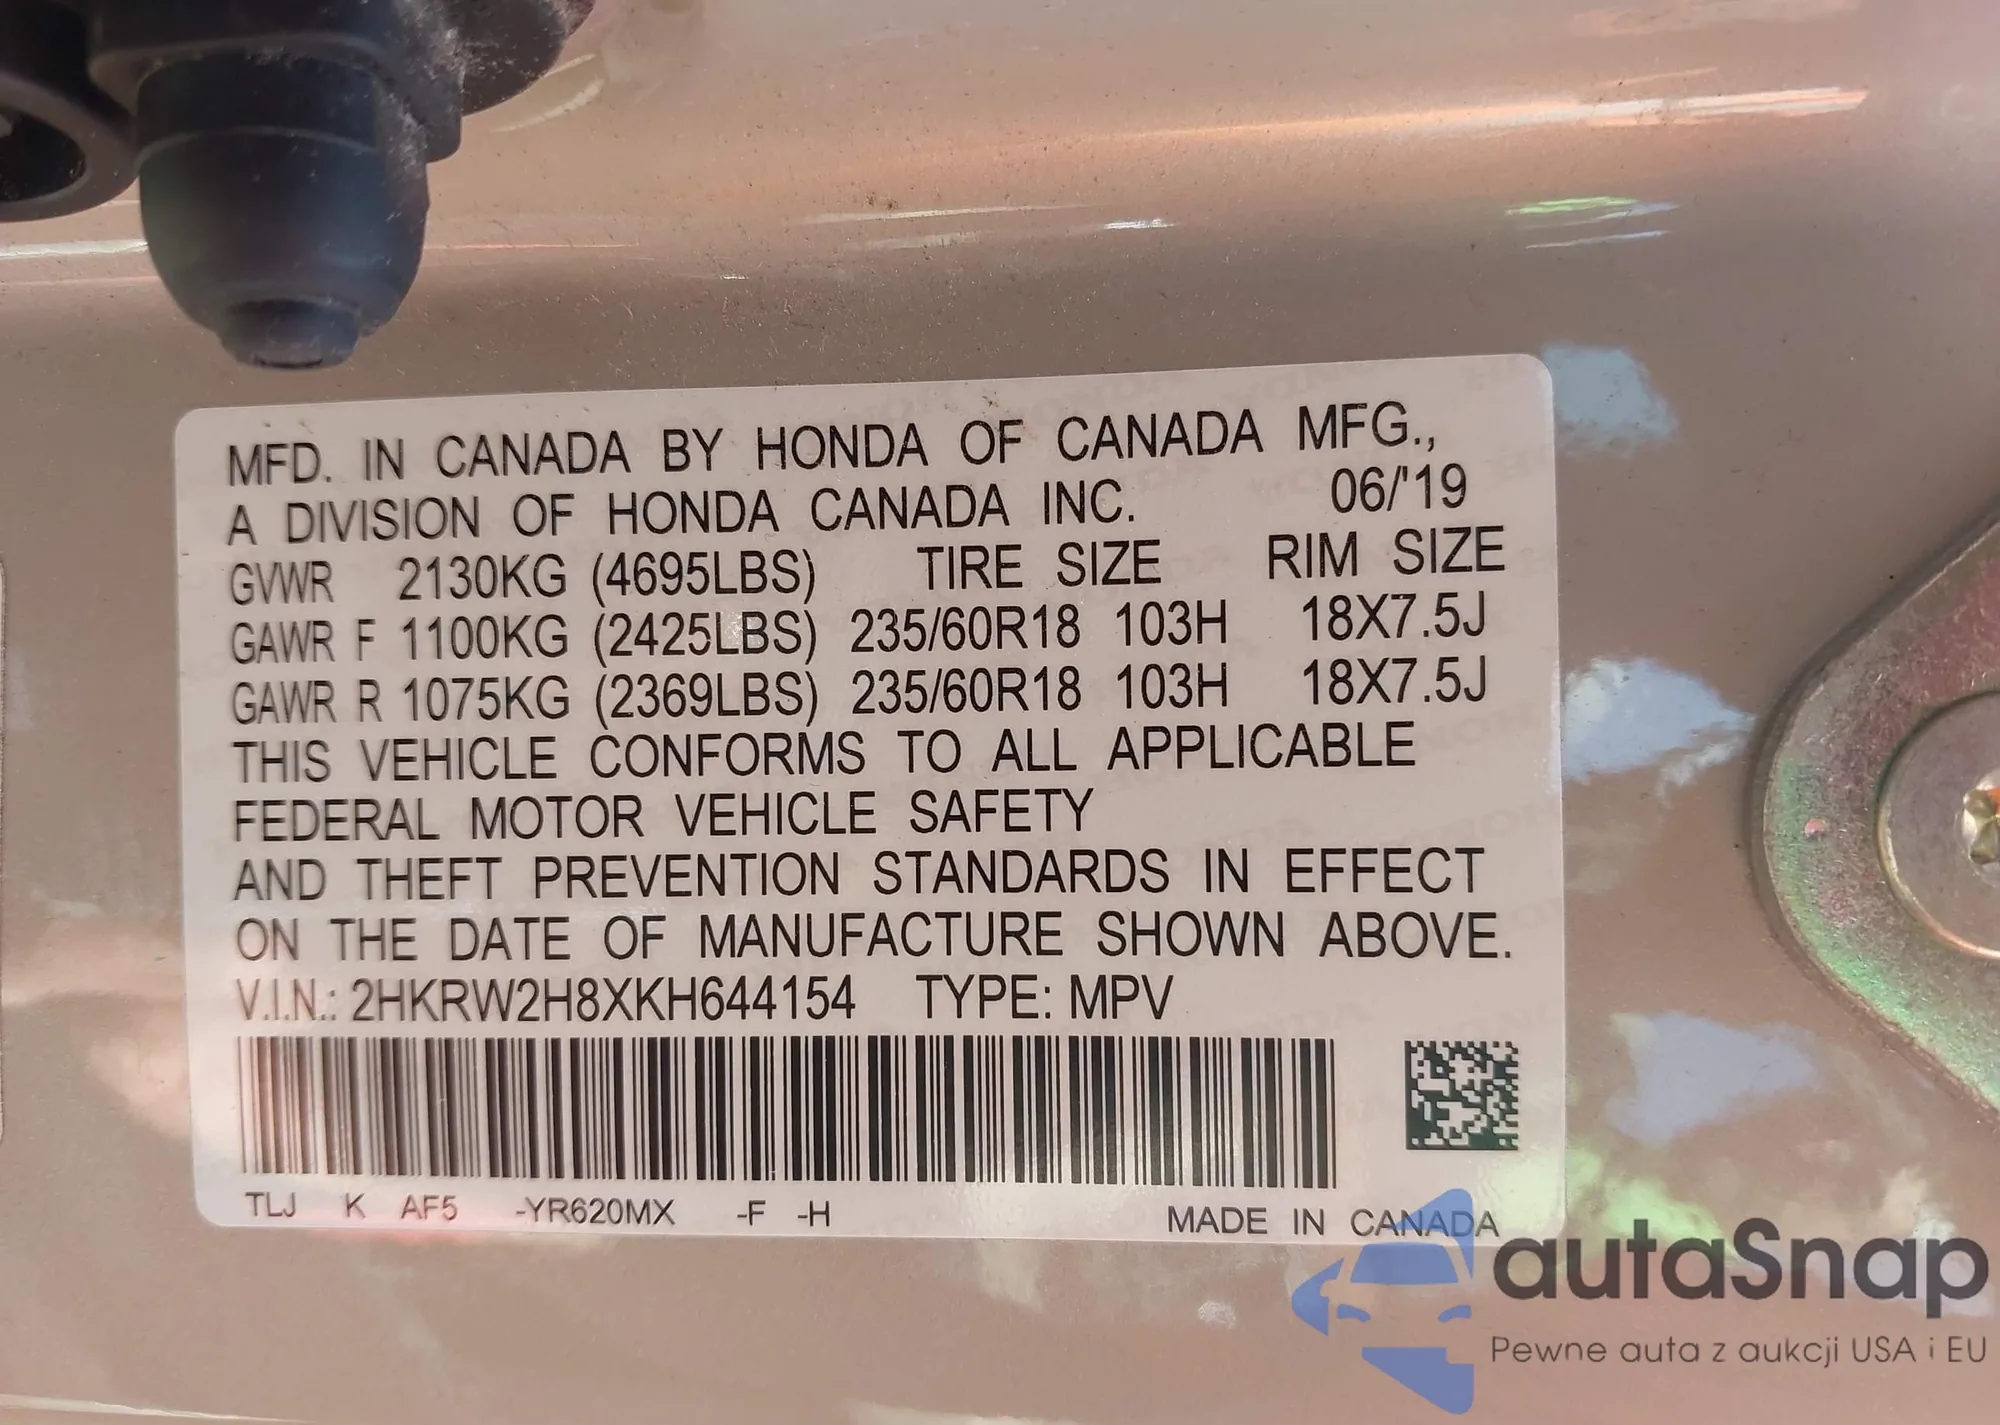 MFD. IN CANADA BY HONDA OF CANADA MFG.,
A DIVISION OF HONDA CANADA INC. 06/'19
GVWR 2130KG (4695LBS) TIRE SIZE RIM SIZE
GAWR F 1100KG (2425LBS) 235/60R18 103H 18X7.5J
GAWR R 1075KG (2369LBS) 235/60R18 103H 18X7.5J
THIS VEHICLE CONFORMS TO ALL APPLICABLE
FEDERAL MOTOR VEHICLE SAFETY
AND THEFT PREVENTION STANDARDS IN EFFECT
ON THE DATE OF MANUFACTURE SHOWN ABOVE.
V.I.N.: 2HKRW2H8XKH644154 TYPE: MPV
TLJ K AF5 -YR620MX -F -H MADE IN CANADA
autaSnap
Pewne auta z aukcji USA i EU